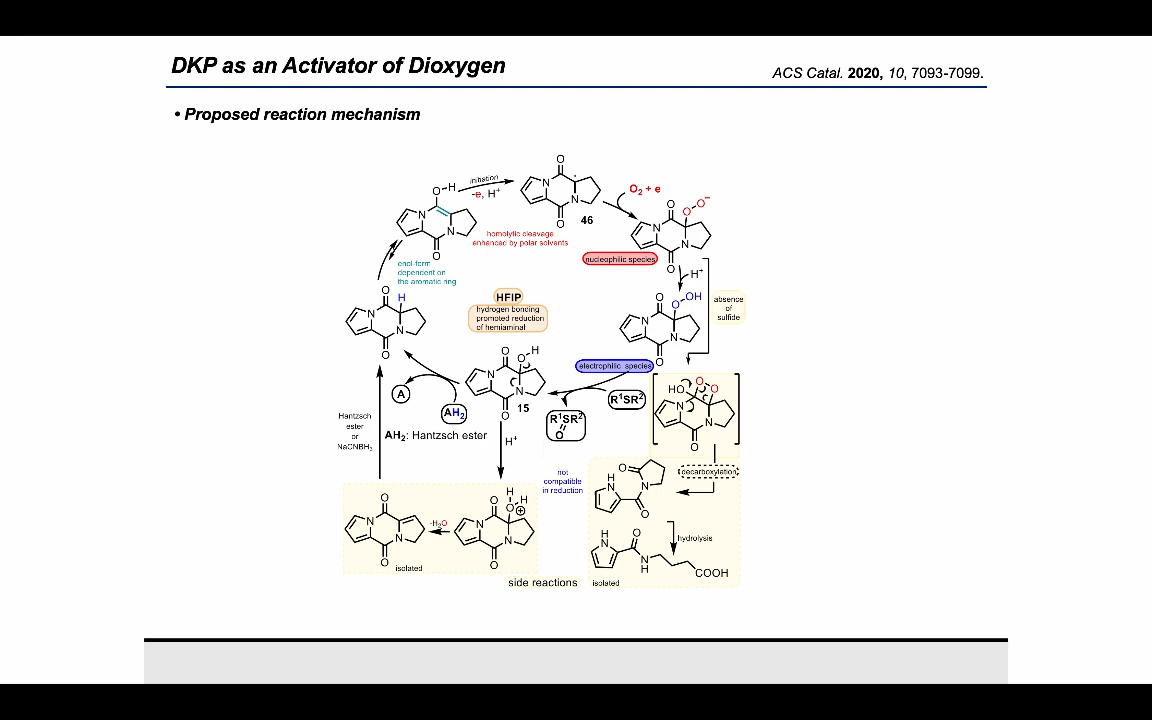 DKP as an Activator of Dioxygen
ACS Catal. 2020, 10, 7093-7099.
• Proposed reaction mechanism
initiation
-e, H+
O2 + e
46
homolytic cleavage
enhanced by polar solvents
nucleophilic species
enol-form
dependent on
the aromatic ring
H+
HFIP
hydrogen bonding
promoted reduction
of hemiaminal
absence
of
sulfide
electrophilic species
R1SR2
R1SR2
O
15
A
AH2
AH2: Hantzsch ester
Hantzsch
ester
or
NaCNBH3
H+
not
compatible
in reduction
decarboxylation
-H2O
isolated
hydrolysis
COOH
isolated
side reactions